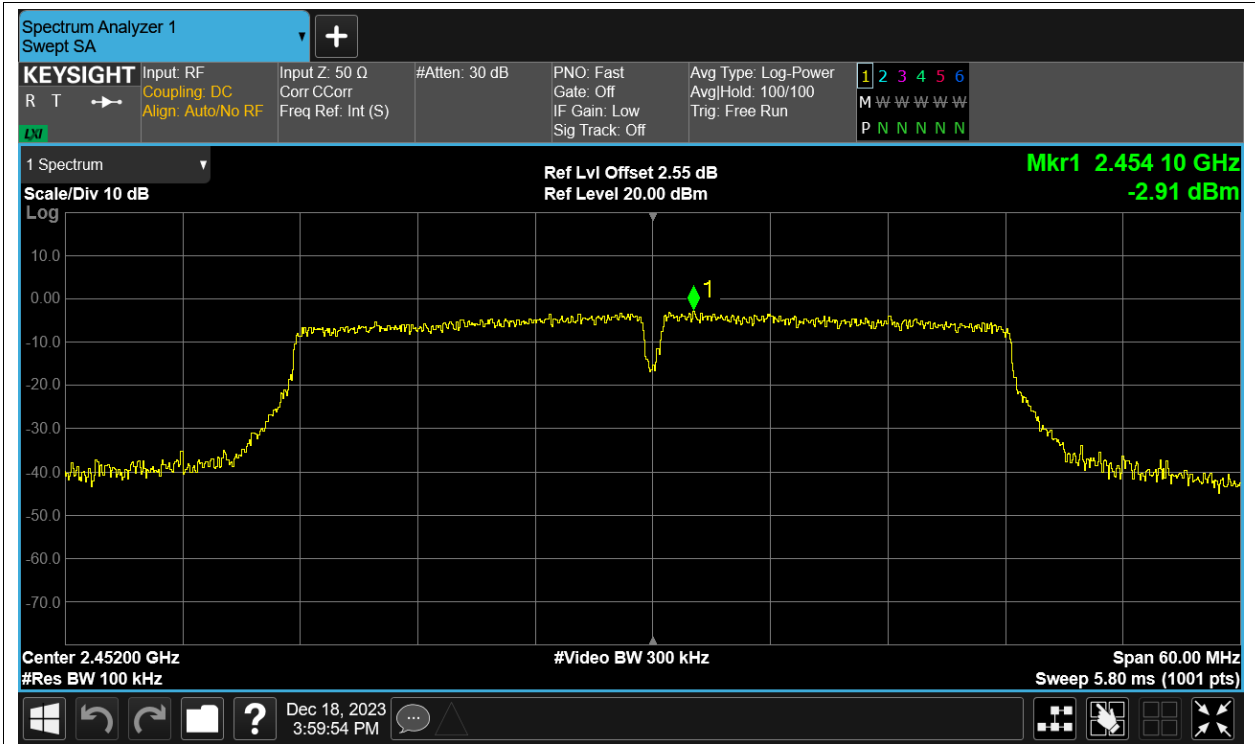 Spectrum Analyzer 1
Swept SA
KEYSIGHT
R T
LXI
Input: RF
Coupling: DC
Align: Auto/No RF
Input Z: 50 Ω
Corr CCorr
Freq Ref: Int (S)
#Atten: 30 dB
PNO: Fast
Gate: Off
IF Gain: Low
Sig Track: Off
Avg Type: Log-Power
Avg|Hold: 100/100
Trig: Free Run
1 2 3 4 5 6
M W W W W W
P N N N N N
1 Spectrum
Scale/Div 10 dB
Log
Ref Lvl Offset 2.55 dB
Ref Level 20.00 dBm
Mkr1 2.454 10 GHz
-2.91 dBm
10.0
0.00
-10.0
-20.0
-30.0
-40.0
-50.0
-60.0
-70.0
1
Center 2.45200 GHz
#Res BW 100 kHz
#Video BW 300 kHz
Span 60.00 MHz
Sweep 5.80 ms (1001 pts)
Dec 18, 2023
3:59:54 PM